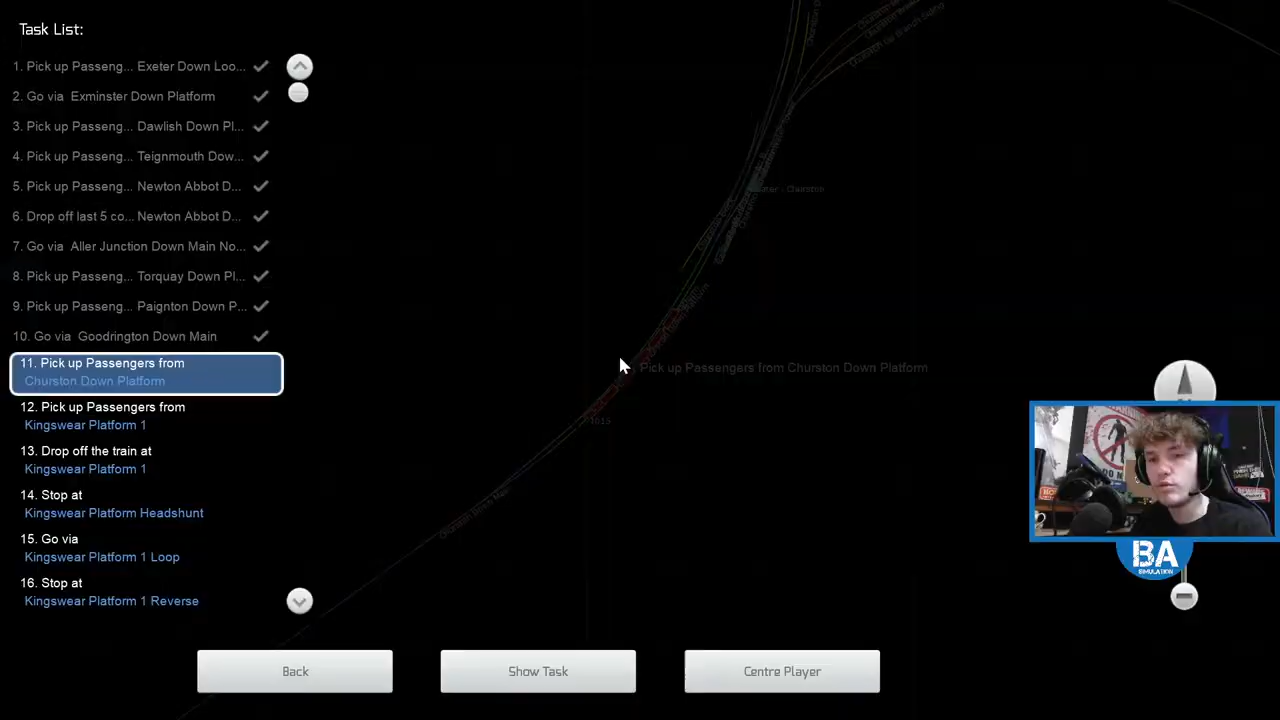 Task List:
1. Pick up Passeng... Exeter Down Loo...
2. Go via Exminster Down Platform
3. Pick up Passeng... Dawlish Down Pl...
4. Pick up Passeng... Teignmouth Dow...
5. Pick up Passeng... Newton Abbot D...
6. Drop off last 5 co... Newton Abbot D...
7. Go via Aller Junction Down Main No...
8. Pick up Passeng... Torquay Down Pl...
9. Pick up Passeng... Paignton Down P...
10. Go via Goodrington Down Main
11. Pick up Passengers from
Churston Down Platform
12. Pick up Passengers from
Kingswear Platform 1
13. Drop off the train at
Kingswear Platform 1
14. Stop at
Kingswear Platform Headshunt
15. Go via
Kingswear Platform 1 Loop
16. Stop at
Kingswear Platform 1 Reverse
Pick up Passengers from Churston Down Platform
Churston Down Main
Back
Show Task
Centre Player
BA
SIMULATION